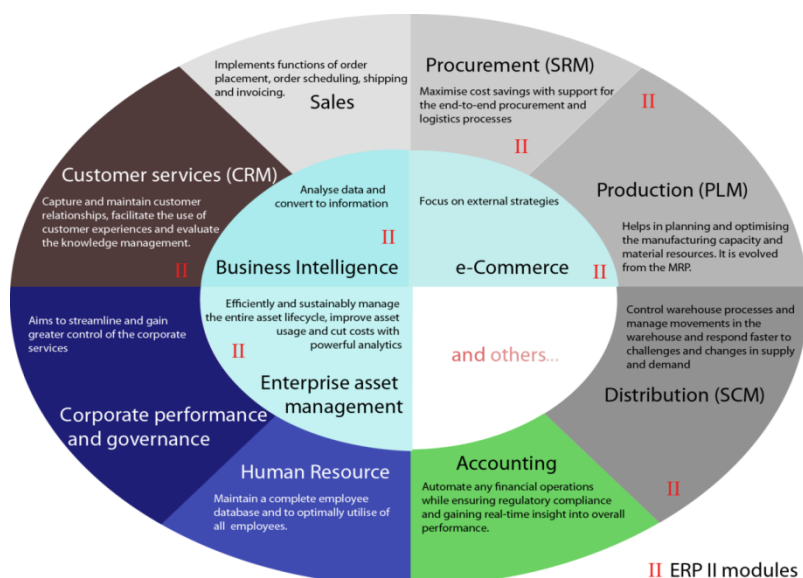 Implements functions of order
placement, order scheduling, shipping
and invoicing.
Sales
Procurement (SRM)
Maximise cost savings with support for
the end-to-end procurement and
logistics processes
II
II
Production (PLM)
Helps in planning and optimising
the manufacturing capacity and
material resources. It is evolved
from the MRP.
Customer services (CRM)
Capture and maintain customer
relationships, facilitate the use of
customer experiences and evaluate
the knowledge management.
II
Analyse data and
convert to information
II
Business Intelligence
Focus on external strategies
e-Commerce
II
Aims to streamline and gain
greater control of the corporate
services
Corporate performance
and governance
Efficiently and sustainably manage
the entire asset lifecycle, improve asset
usage and cut costs with
powerful analytics
II
Enterprise asset
management
and others...
Control warehouse processes and
manage movements in the
warehouse and respond faster to
challenges and changes in supply
and demand
Distribution (SCM)
II
Human Resource
Maintain a complete employee
database and to optimally utilise of
all employees.
Accounting
Automate any financial operations
while ensuring regulatory compliance
and gaining real-time insight into overall
performance.
II ERP II modules